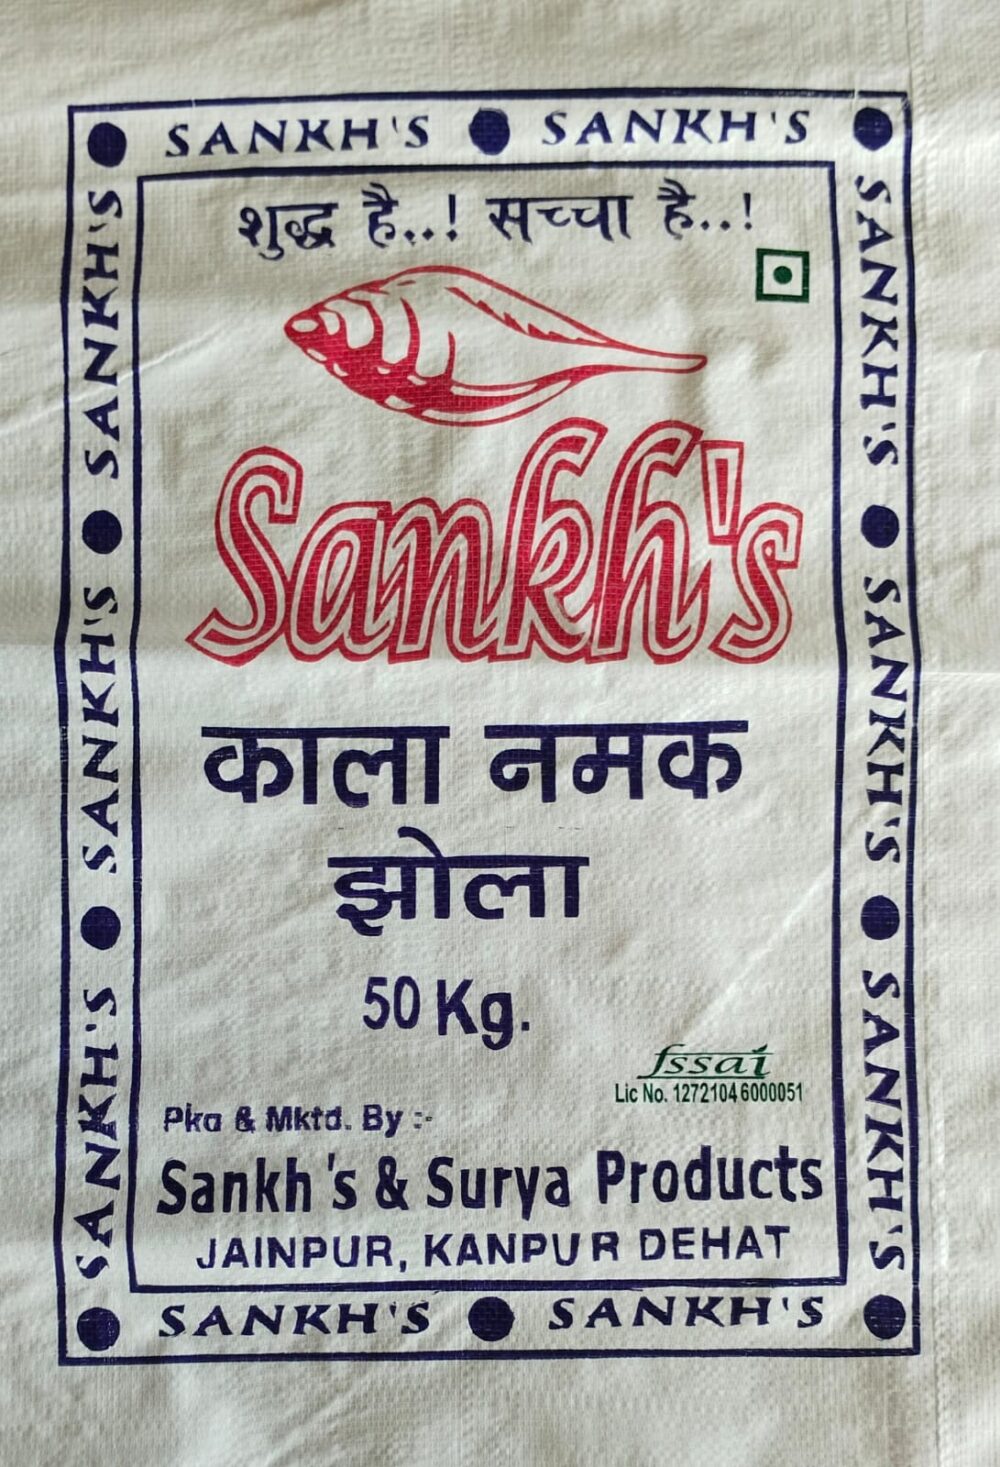 SANKH'S SANKH'S
शुद्ध है..! सच्चा है..!
Sankh's
काला नमक
झोला
50 Kg.
fssai
Lic No. 12721046000051
Pkd & Mktd. By :-
Sankh's & Surya Products
JAINPUR, KANPUR DEHAT
SANKH'S SANKH'S
SANKH'S SANKH'S SANKH'S
SANKH'S SANKH'S SANKH'S